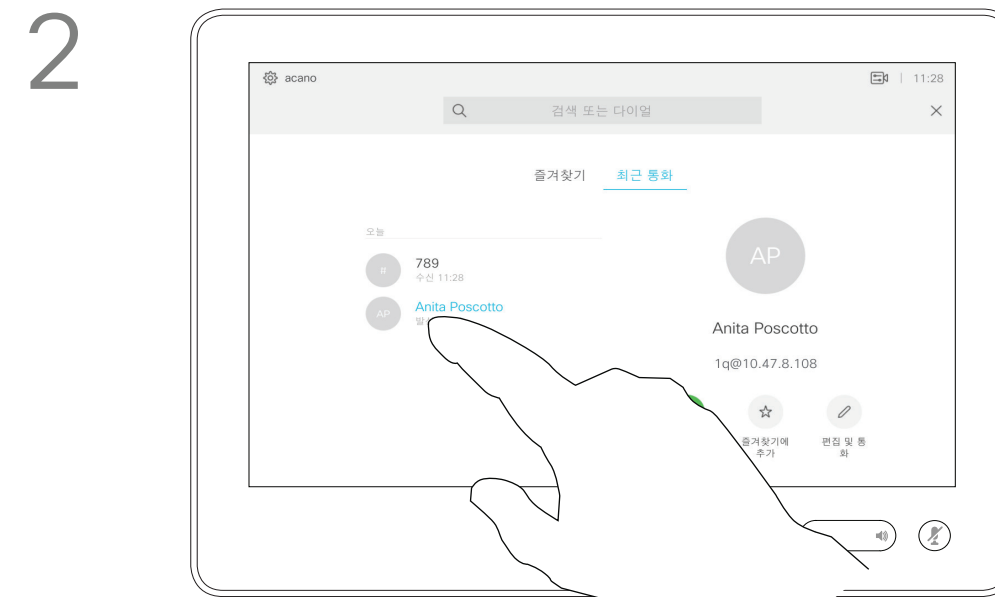 2
acano
11:28
검색 또는 다이얼
즐겨찾기
최근 통화
오늘
#
789
수신 11:28
AP
Anita Poscotto
AP
Anita Poscotto
1q@10.47.8.108
즐겨찾기에
추가
편집 및 통
화